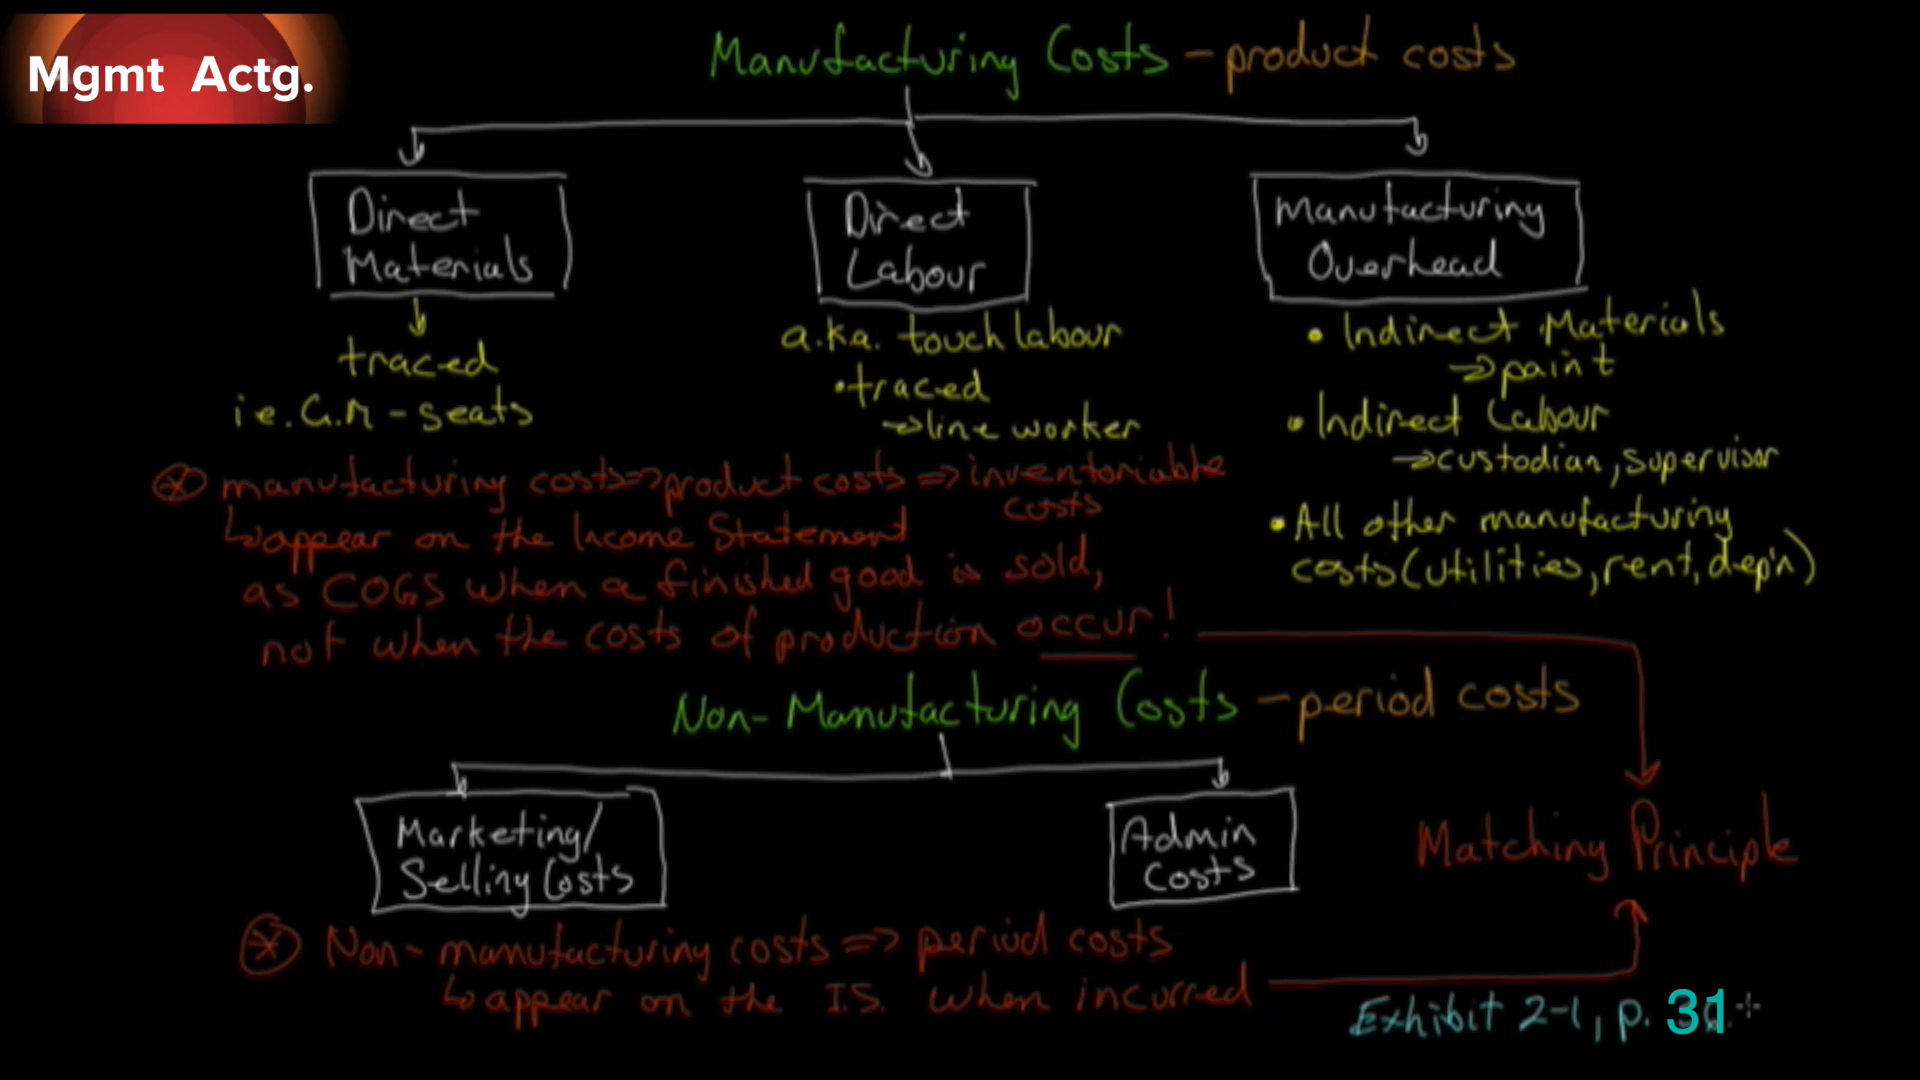 Mgmt Actg.
Manufacturing Costs - product costs
Direct
Materials
Direct
Labour
Manufacturing
Overhead
traced
i.e. G.M - seats
a.k.a. touch labour
• traced
→ line worker
• Indirect Materials
→ paint
• Indirect Labour
→ custodian, supervisor
• All other manufacturing
costs (utilities, rent, dep'n)
manufacturing costs => product costs => inventoriable
costs
↳ appear on the Income Statement
as COGS when a finished good is sold,
not when the costs of production occur!
Non-Manufacturing Costs - period costs
Marketing/
Selling Costs
Admin
Costs
Matching Principle
Non-manufacturing costs => period costs
↳ appear on the I.S. when incurred
Exhibit 2-1, p. 31